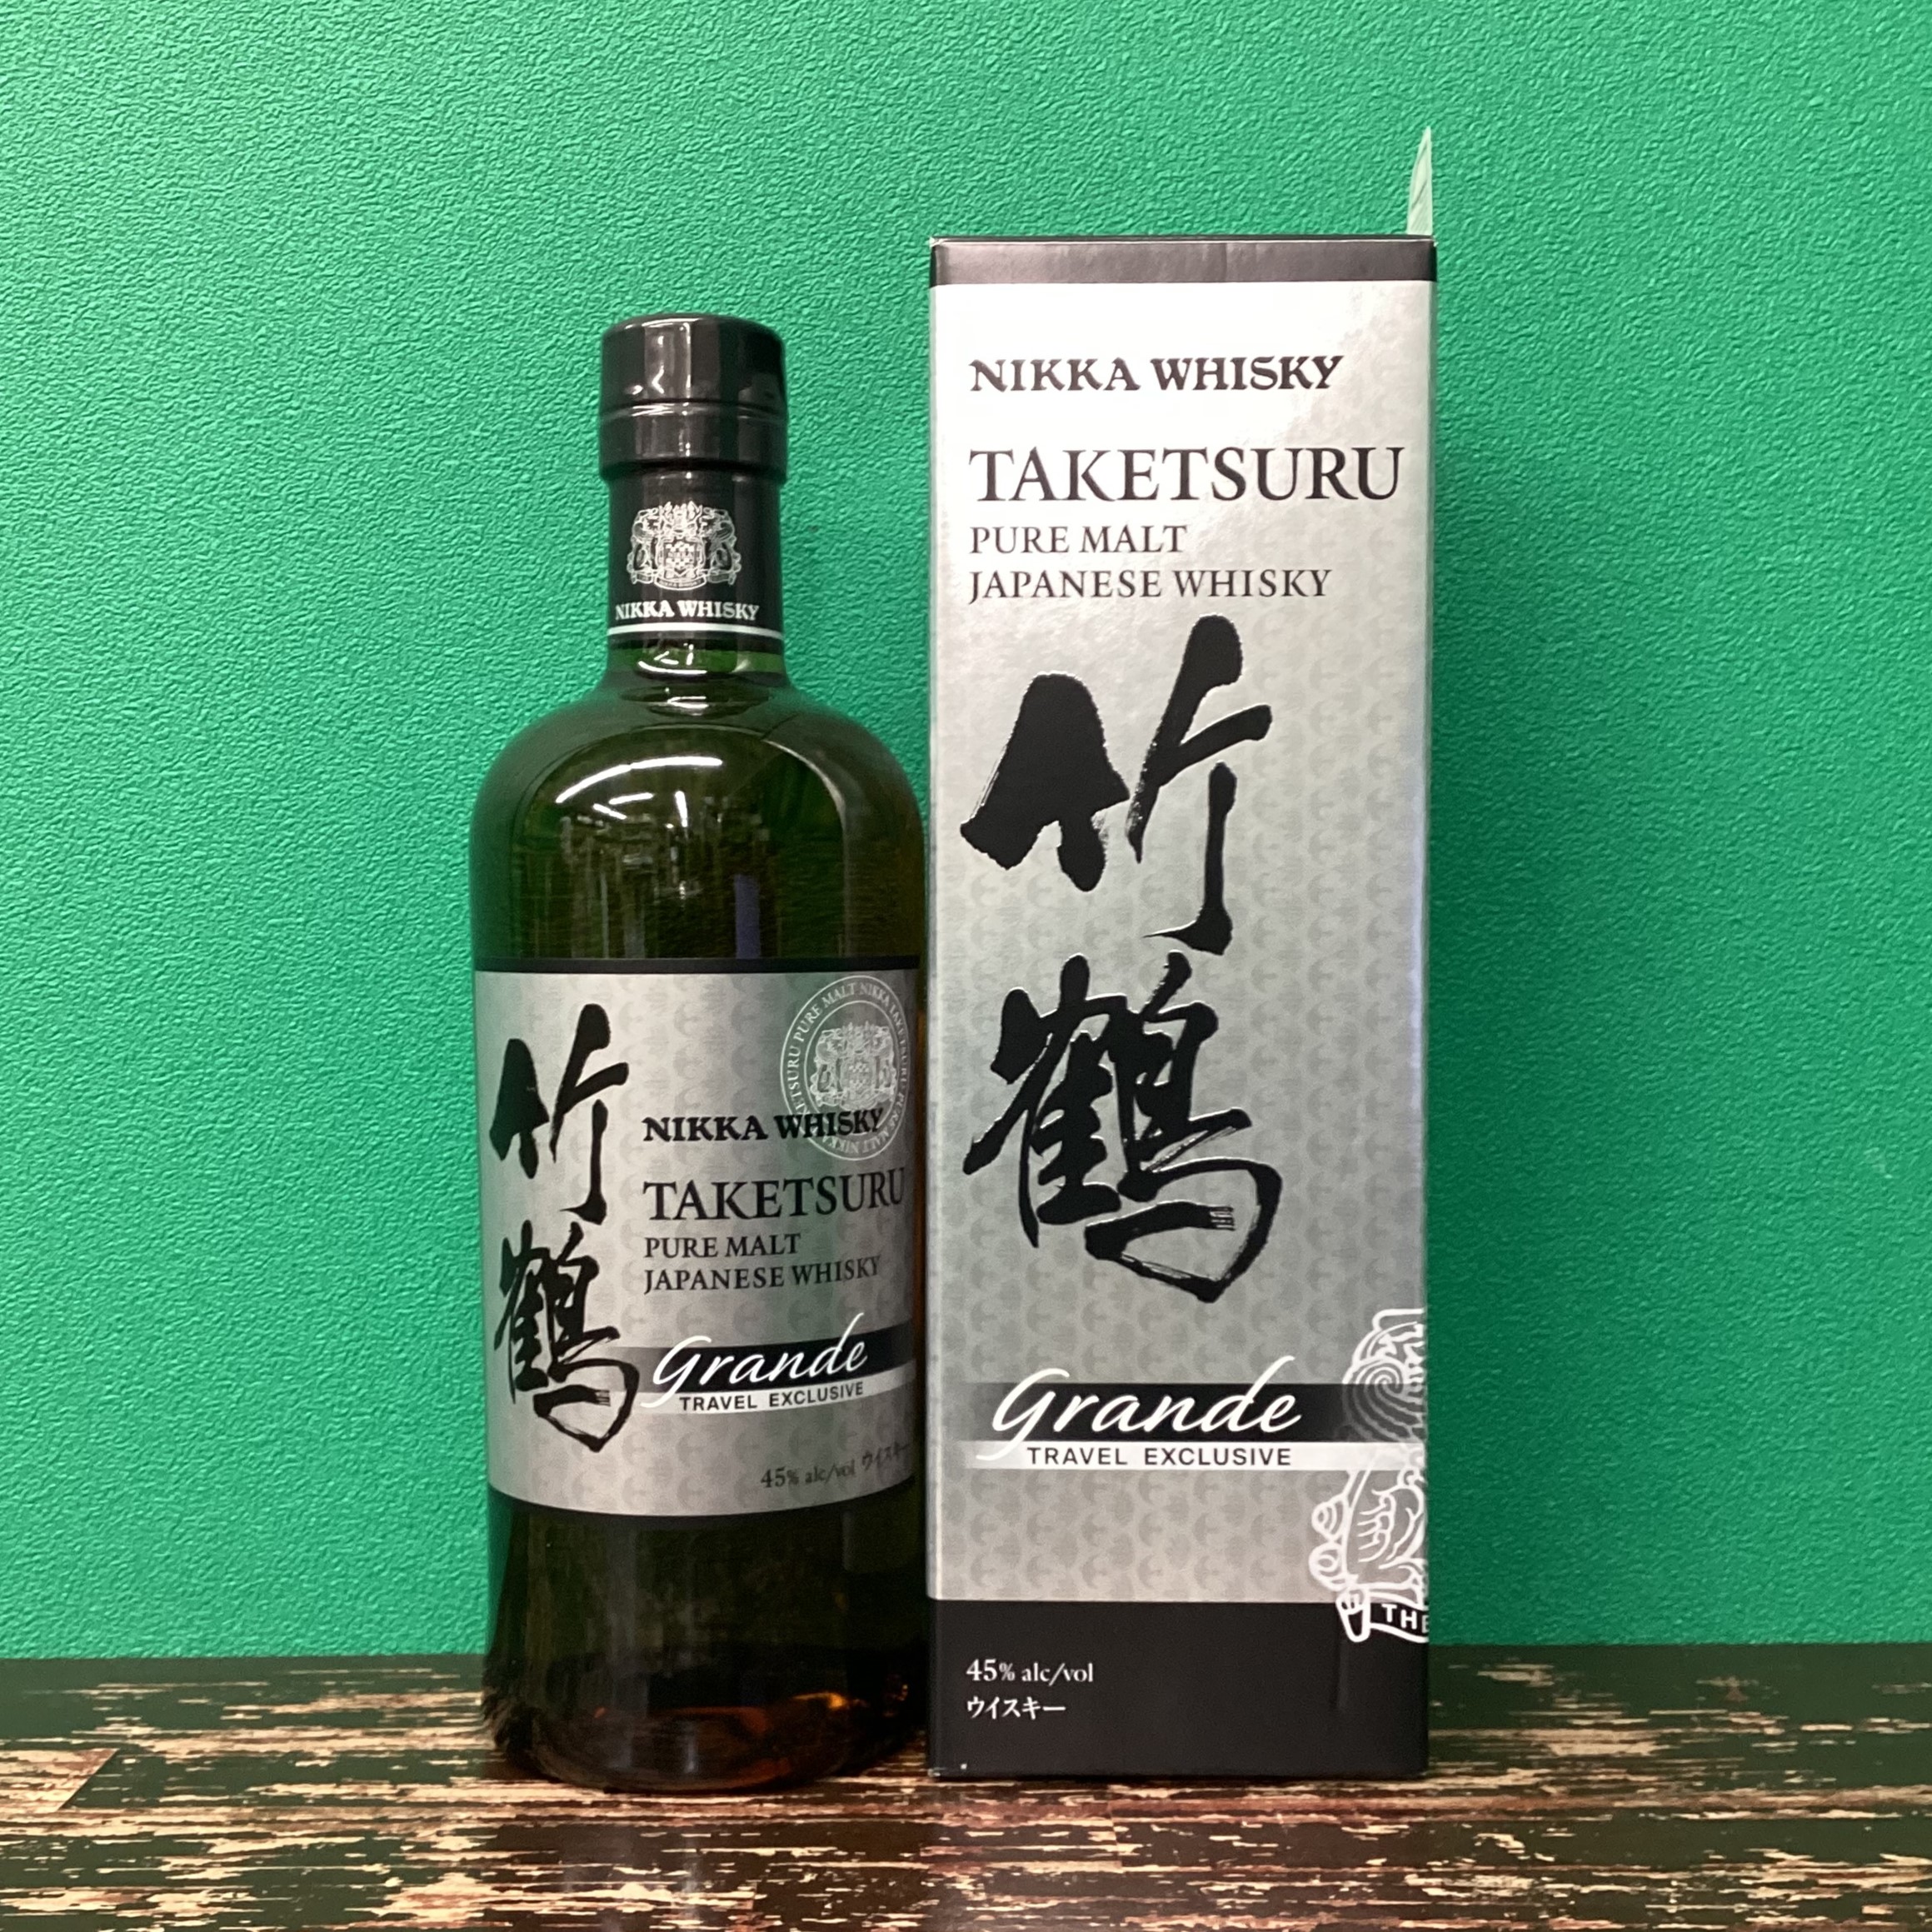 NIKKA WHISKY
竹鶴
NIKKA WHISKY
TAKETSURU
PURE MALT
JAPANESE WHISKY
Grande
TRAVEL EXCLUSIVE
45% alc/vol ウイスキー
NIKKA WHISKY
TAKETSURU
PURE MALT
JAPANESE WHISKY
竹鶴
Grande
TRAVEL EXCLUSIVE
THE
45% alc/vol
ウイスキー